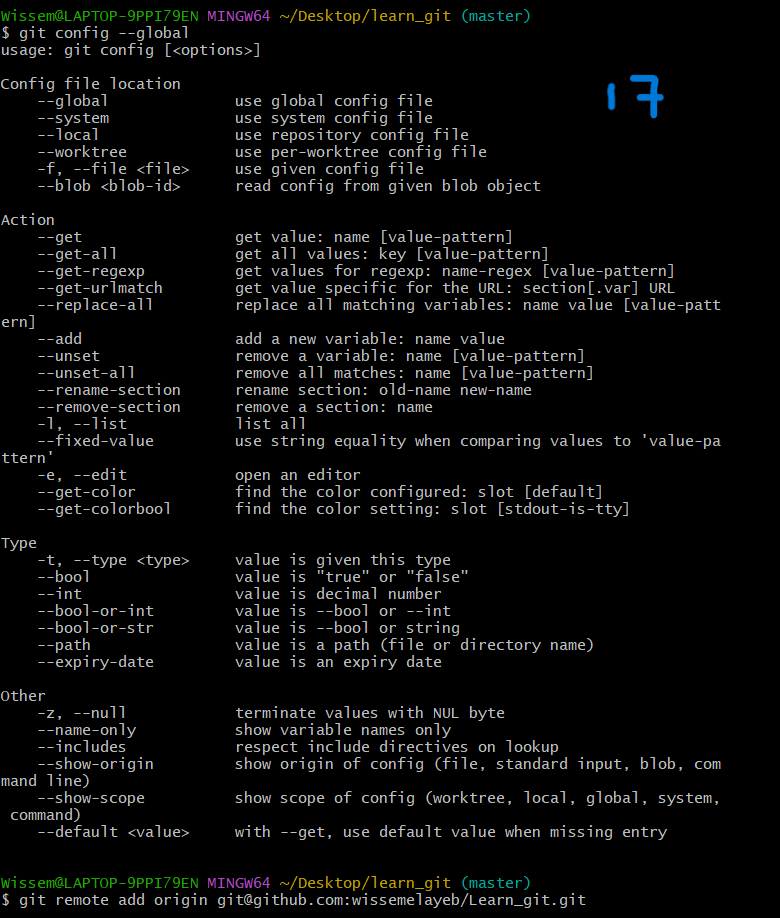 Wissem@LAPTOP-9PPI79EN MINGW64 ~/Desktop/learn_git (master)
$ git config --global
usage: git config [<options>]

Config file location
    --global              use global config file
    --system              use system config file
    --local               use repository config file
    --worktree            use per-worktree config file
    -f, --file <file>     use given config file
    --blob <blob-id>      read config from given blob object
17

Action
    --get                 get value: name [value-pattern]
    --get-all             get all values: key [value-pattern]
    --get-regexp          get values for regexp: name-regex [value-pattern]
    --get-urlmatch        get value specific for the URL: section[.var] URL
    --replace-all         replace all matching variables: name value [value-patt
ern]
    --add                 add a new variable: name value
    --unset               remove a variable: name [value-pattern]
    --unset-all           remove all matches: name [value-pattern]
    --rename-section      rename section: old-name new-name
    --remove-section      remove a section: name
    -l, --list            list all
    --fixed-value         use string equality when comparing values to 'value-pa
ttern'
    -e, --edit            open an editor
    --get-color           find the color configured: slot [default]
    --get-colorbool       find the color setting: slot [stdout-is-tty]

Type
    -t, --type <type>     value is given this type
    --bool                value is "true" or "false"
    --int                 value is decimal number
    --bool-or-int         value is --bool or --int
    --bool-or-str         value is --bool or string
    --path                value is a path (file or directory name)
    --expiry-date         value is an expiry date

Other
    -z, --null            terminate values with NUL byte
    --name-only           show variable names only
    --includes            respect include directives on lookup
    --show-origin         show origin of config (file, standard input, blob, com
mand line)
    --show-scope          show scope of config (worktree, local, global, system,
 command)
    --default <value>     with --get, use default value when missing entry

Wissem@LAPTOP-9PPI79EN MINGW64 ~/Desktop/learn_git (master)
$ git remote add origin git@github.com:wissemelayeb/Learn_git.git